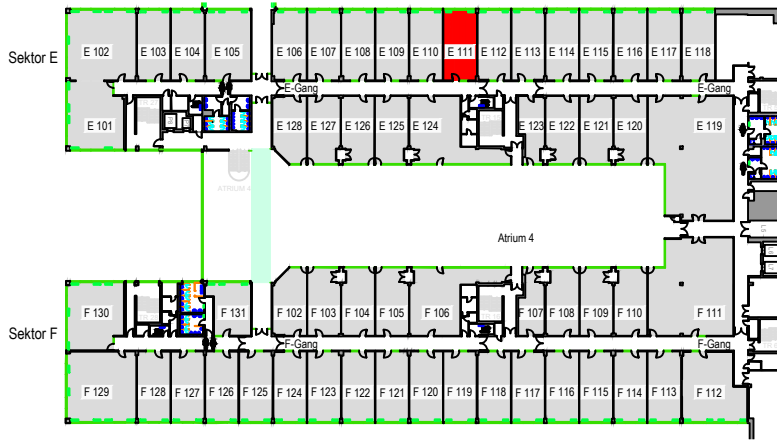 Sektor E
E 102
E 103
E 104
E 105
E 106
E 107
E 108
E 109
E 110
E 111
E 112
E 113
E 114
E 115
E 116
E 117
E 118
E-Gang
E-Gang
E 101
E 128
E 127
E 126
E 125
E 124
E 123
E 122
E 121
E 120
E 119
ATRIUM 4
Atrium 4
Sektor F
F 130
F 131
F 102
F 103
F 104
F 105
F 106
F 107
F 108
F 109
F 110
F 111
F-Gang
F-Gang
F 129
F 128
F 127
F 126
F 125
F 124
F 123
F 122
F 121
F 120
F 119
F 118
F 117
F 116
F 115
F 114
F 113
F 112